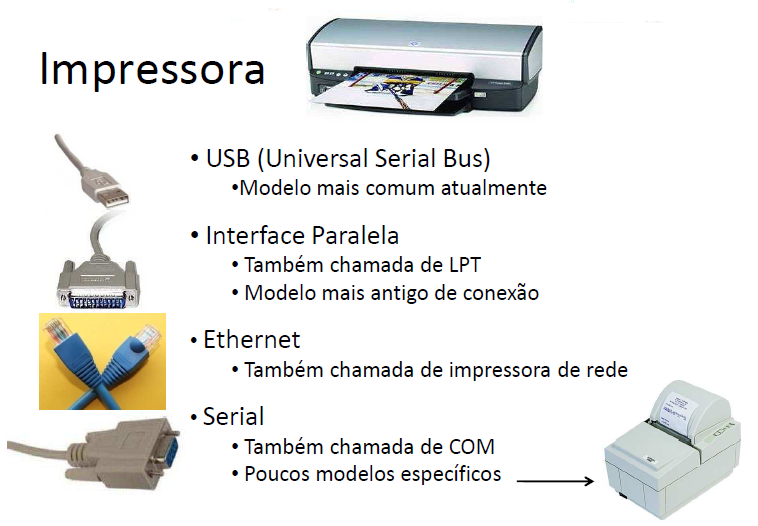 Impressora
• USB (Universal Serial Bus)
•Modelo mais comum atualmente
• Interface Paralela
• Também chamada de LPT
• Modelo mais antigo de conexão
• Ethernet
• Também chamada de impressora de rede
• Serial
• Também chamada de COM
• Poucos modelos específicos